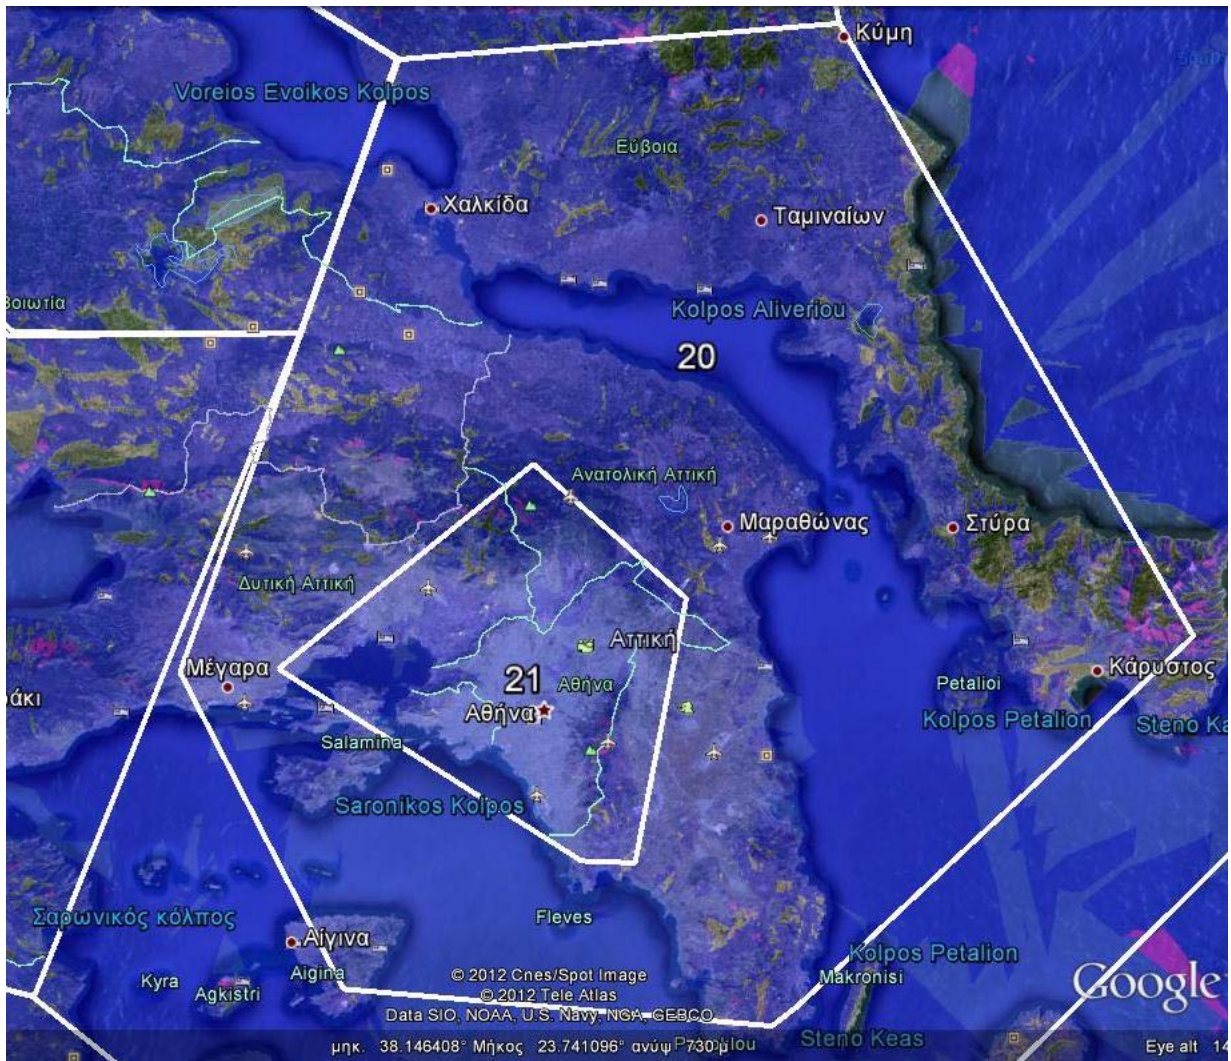 Κύμη
Voreios Evoikos Kolpos
Εύβοια
Χαλκίδα
Ταμιναίων
βοιωτία
Kolpos Aliveriou
20
Ανατολική Αττική
Μαραθώνας
Στύρα
Δυτική Αττική
Αττική
Μέγαρα
21
Αθήνα
Αθήνα
Κάρυστος
Petalioi
Kolpos Petalion
Steno Ke
Salamina
Saronikos Kolpos
Σαρωνικός κόλπος
Fleves
Αίγινα
Aigina
Kyra
Agkistri
Kolpos Petalion
Makronisi
© 2012 Cnes/Spot Image
© 2012 Tele Atlas
Data SIO, NOAA, U.S. Navy, NGA, GEBCO
Google
Steno Keas
μηκ. 38.146408° Μήκος 23.741096° ανύψ 730 μ
Eye alt 14